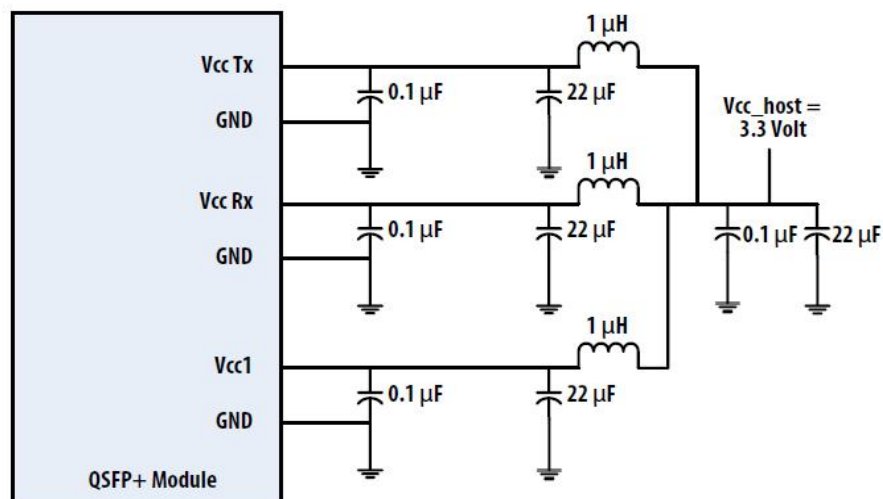 1 µH
Vcc Tx
0.1 µF
22 µF
GND
Vcc_host =
3.3 Volt
1 µH
Vcc Rx
0.1 µF
22 µF
0.1 µF
22 µF
GND
1 µH
Vcc1
0.1 µF
22 µF
GND
QSFP+ Module